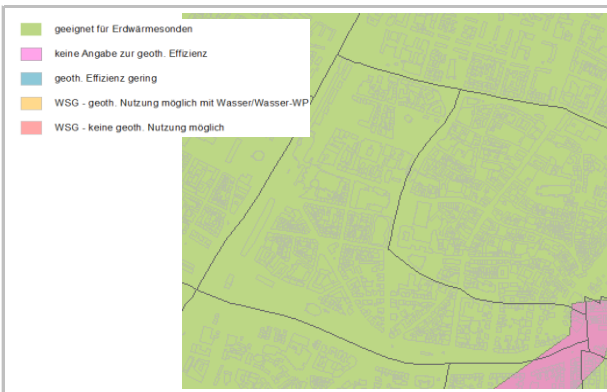 geeignet für Erdwärmesonden
keine Angabe zur geoth. Effizienz
geoth. Effizienz gering
WSG - geoth. Nutzung möglich mit Wasser/Wasser-WP
WSG - keine geoth. Nutzung möglich